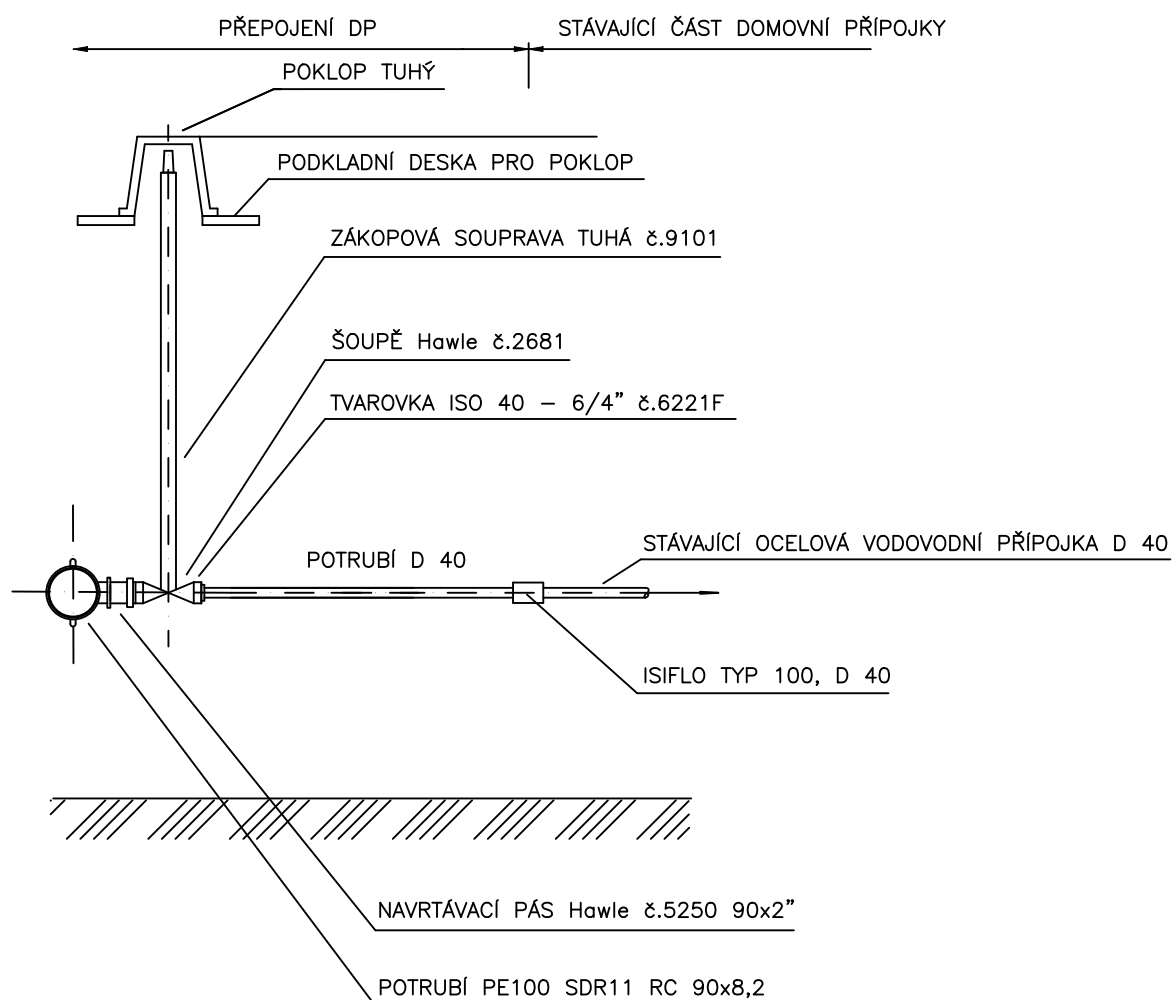 PŘEPOJENÍ DP
STÁVAJÍCÍ ČÁST DOMOVNÍ PŘÍPOJKY
POKLOP TUHÝ
PODKLADNÍ DESKA PRO POKLOP
ZÁKOPOVÁ SOUPRAVA TUHÁ č.9101
ŠOUPĚ Hawle č.2681
TVAROVKA ISO 40 – 6/4” č.6221F
POTRUBÍ D 40
STÁVAJÍCÍ OCELOVÁ VODOVODNÍ PŘÍPOJKA D 40
ISIFLO TYP 100, D 40
NAVRTÁVACÍ PÁS Hawle č.5250 90x2”
POTRUBÍ PE100 SDR11 RC 90x8,2